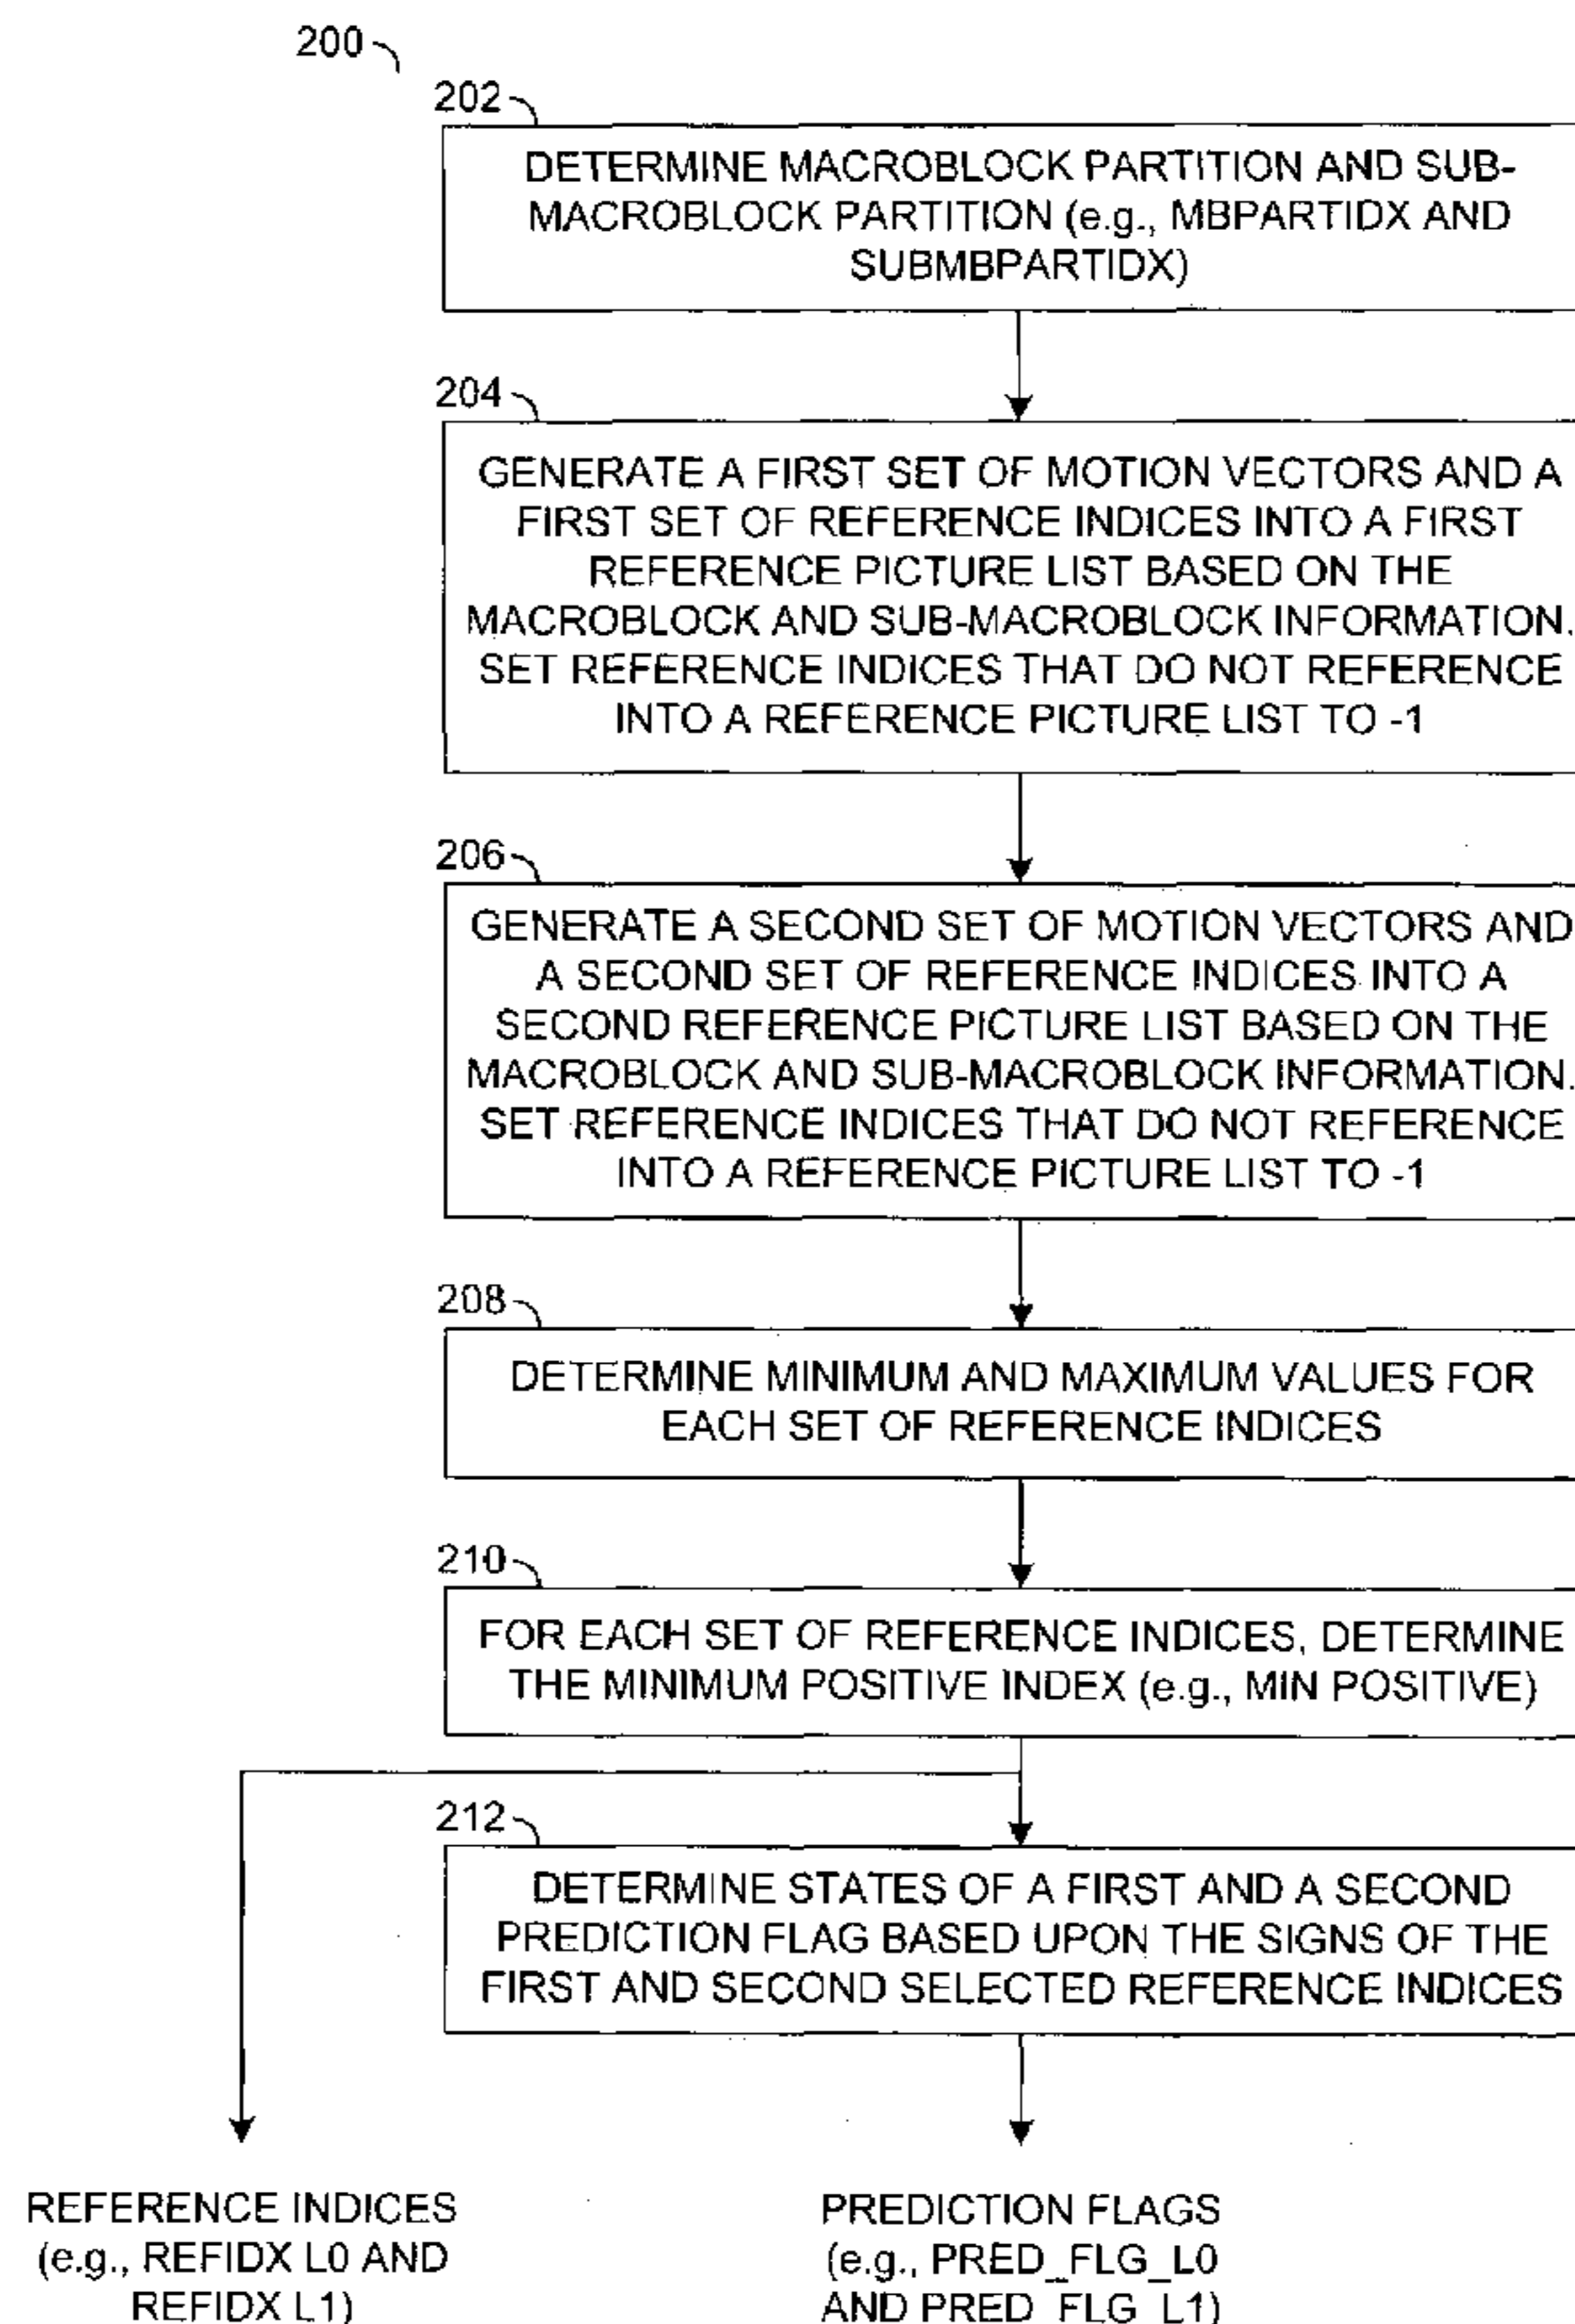 200
202
DETERMINE MACROBLOCK PARTITION AND SUB-
MACROBLOCK PARTITION (e.g., MBPARTIDX AND
SUBMBPARTIDX)
204
GENERATE A FIRST SET OF MOTION VECTORS AND A
FIRST SET OF REFERENCE INDICES INTO A FIRST
REFERENCE PICTURE LIST BASED ON THE
MACROBLOCK AND SUB-MACROBLOCK INFORMATION.
SET REFERENCE INDICES THAT DO NOT REFERENCE
INTO A REFERENCE PICTURE LIST TO -1
206
GENERATE A SECOND SET OF MOTION VECTORS AND
A SECOND SET OF REFERENCE INDICES INTO A
SECOND REFERENCE PICTURE LIST BASED ON THE
MACROBLOCK AND SUB-MACROBLOCK INFORMATION.
SET REFERENCE INDICES THAT DO NOT REFERENCE
INTO A REFERENCE PICTURE LIST TO -1
208
DETERMINE MINIMUM AND MAXIMUM VALUES FOR
EACH SET OF REFERENCE INDICES
210
FOR EACH SET OF REFERENCE INDICES, DETERMINE
THE MINIMUM POSITIVE INDEX (e.g., MIN POSITIVE)
212
DETERMINE STATES OF A FIRST AND A SECOND
PREDICTION FLAG BASED UPON THE SIGNS OF THE
FIRST AND SECOND SELECTED REFERENCE INDICES
REFERENCE INDICES
(e.g., REFIDX L0 AND
REFIDX L1)
PREDICTION FLAGS
(e.g., PRED_FLG_L0
AND PRED_FLG_L1)